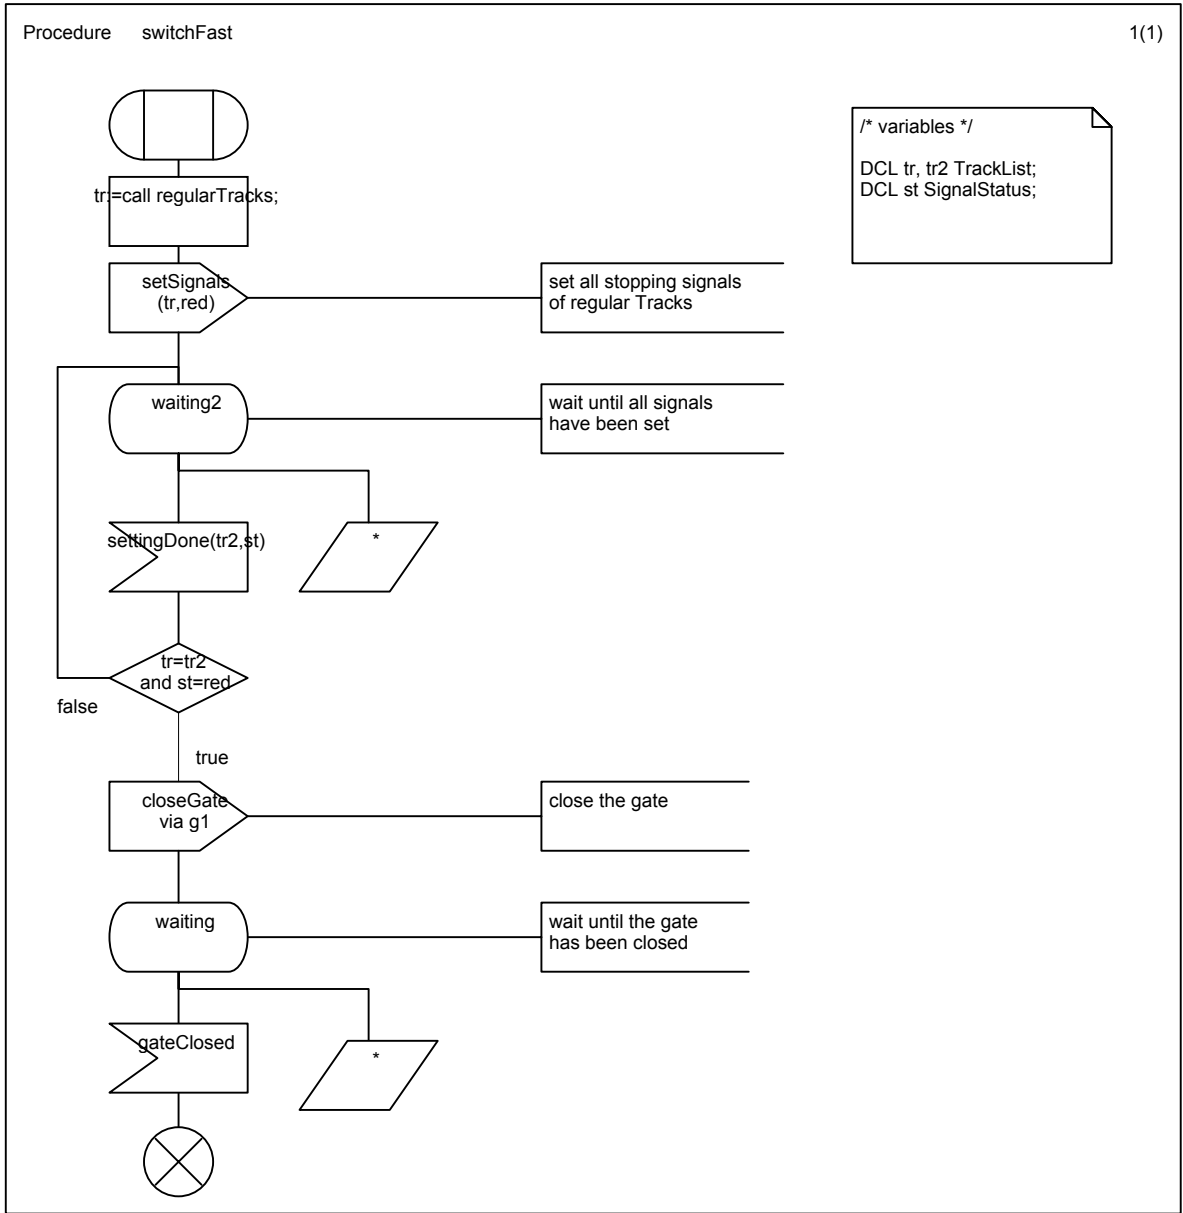 Procedure switchFast 1(1)
/* variables */
DCL tr, tr2 TrackList;
DCL st SignalStatus;
tr:=call regularTracks;
setSignals
(tr,red)
set all stopping signals
of regular Tracks
waiting2
wait until all signals
have been set
settingDone(tr2,st)
*
tr=tr2
and st=red
false
true
closeGate
via g1
close the gate
waiting
wait until the gate
has been closed
gateClosed
*